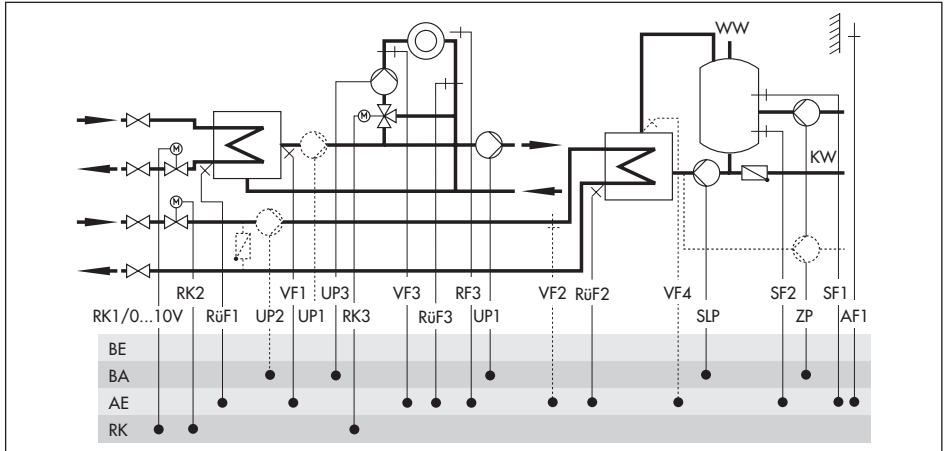 WW
M
M
KW
M
RK2 VF1 UP3 VF3 RF3 VF2 RüF2 VF4 SF2 SF1
RK1/0...10V RüF1 UP2 UP1 RK3 RüF3 UP1 SLP ZP AF1
BE
BA
AE
RK